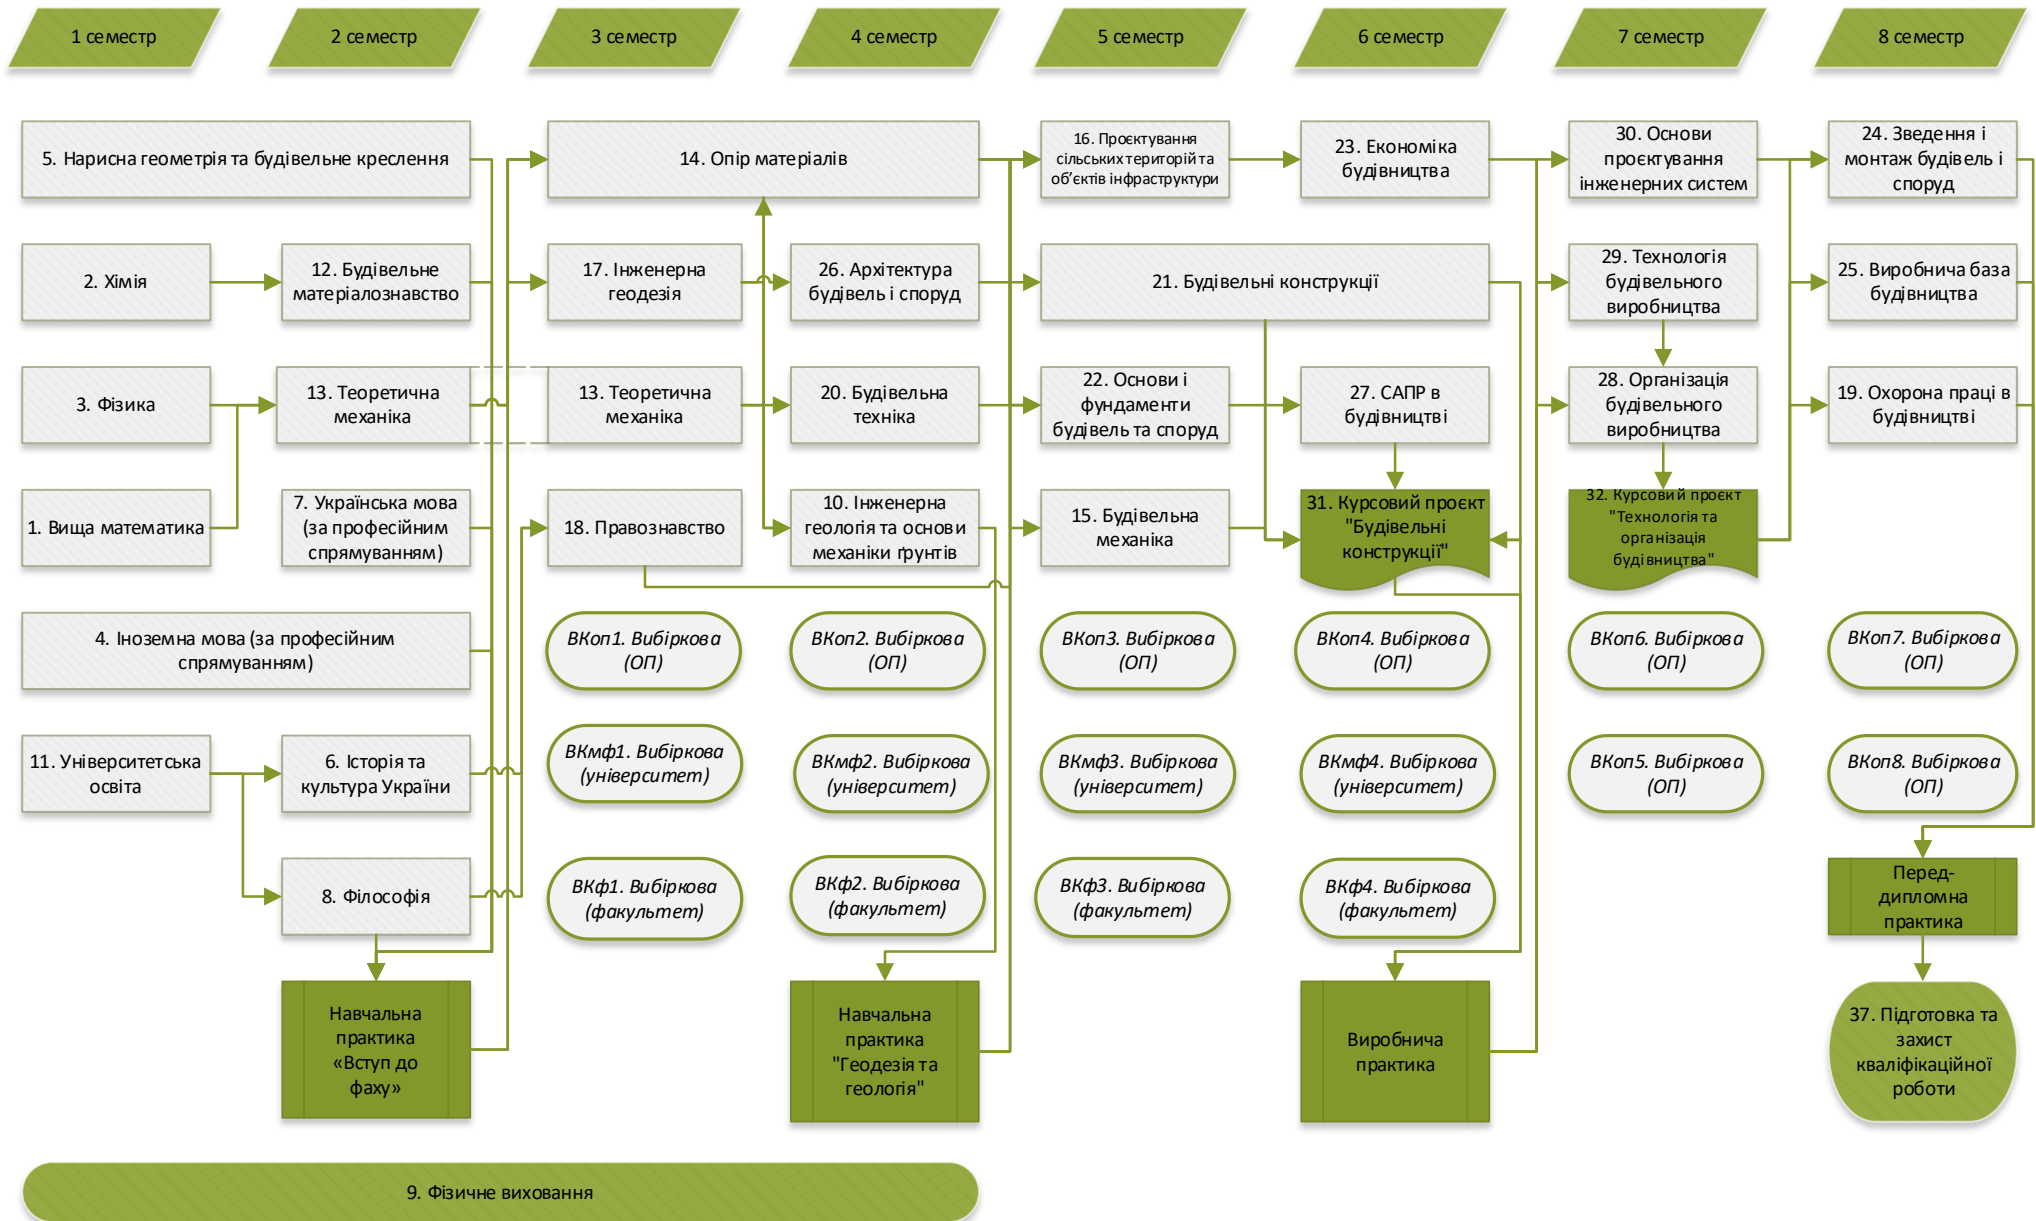 1 семестр
2 семестр
3 семестр
4 семестр
5 семестр
6 семестр
7 семестр
8 семестр
5. Нарисна геометрія та будівельне креслення
14. Опір матеріалів
16. Проєктування
сільських територій та
об’єктів інфраструктури
23. Економіка
будівництва
30. Основи
проєктування
інженерних систем
24. Зведення і
монтаж будівель і
споруд
2. Хімія
12. Будівельне
матеріалознавство
17. Інженерна
геодезія
26. Архітектура
будівель і споруд
21. Будівельні конструкції
29. Технологія
будівельного
виробництва
25. Виробнича база
будівництва
3. Фізика
13. Теоретична
механіка
13. Теоретична
механіка
20. Будівельна
техніка
22. Основи і
фундаменти
будівель та споруд
27. САПР в
будівництві
28. Організація
будівельного
виробництва
19. Охорона праці в
будівництві
1. Вища математика
7. Українська мова
(за професійним
спрямуванням)
18. Правознавство
10. Інженерна
геологія та основи
механіки ґрунтів
15. Будівельна
механіка
31. Курсовий проєкт
"Будівельні
конструкції"
32. Курсовий проєкт
"Технологія та
організація
будівництва"
4. Іноземна мова (за професійним
спрямуванням)
ВКоп1. Вибіркова
(ОП)
ВКоп2. Вибіркова
(ОП)
ВКоп3. Вибіркова
(ОП)
ВКоп4. Вибіркова
(ОП)
ВКоп6. Вибіркова
(ОП)
ВКоп7. Вибіркова
(ОП)
11. Університетська
освіта
6. Історія та
культура України
ВКмф1. Вибіркова
(університет)
ВКмф2. Вибіркова
(університет)
ВКмф3. Вибіркова
(університет)
ВКмф4. Вибіркова
(університет)
ВКоп5. Вибіркова
(ОП)
ВКоп8. Вибіркова
(ОП)
8. Філософія
ВКф1. Вибіркова
(факультет)
ВКф2. Вибіркова
(факультет)
ВКф3. Вибіркова
(факультет)
ВКф4. Вибіркова
(факультет)
Перед-
дипломна
практика
Навчальна
практика
«Вступ до
фаху»
Навчальна
практика
"Геодезія та
геологія"
Виробнича
практика
37. Підготовка та
захист
кваліфікаційної
роботи
9. Фізичне виховання